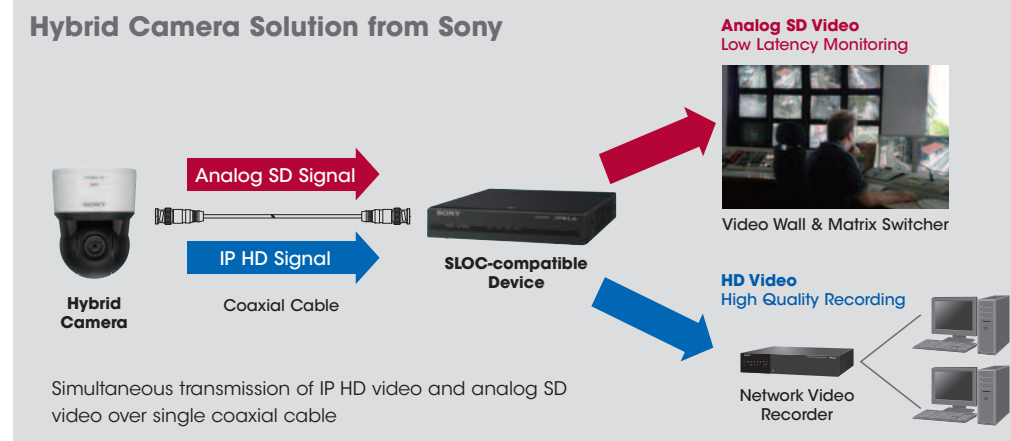 Hybrid Camera Solution from Sony
Analog SD Video
Low Latency Monitoring
Analog SD Signal
SONY
SONY
IP HD Signal
Video Wall & Matrix Switcher
SLOC-compatible
Device
Hybrid
Camera
Coaxial Cable
HD Video
High Quality Recording
Simultaneous transmission of IP HD video and analog SD
video over single coaxial cable
Network Video
Recorder